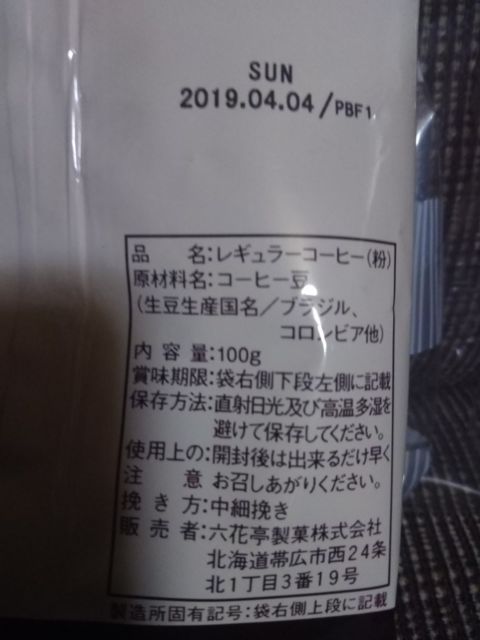 SUN
2019.04.04/PBF1
品名:レギュラーコーヒー(粉)
原材料名:コーヒー豆
(生豆生産国名/ブラジル、
コロンビア他)
内容量:100g
賞味期限:袋右側下段左側に記載
保存方法:直射日光及び高温多湿を
避けて保存してください。
使用上の:開封後は出来るだけ早く
注意 お召しあがりください。
挽き方:中細挽き
販売者:六花亭製菓株式会社
北海道帯広市西24条
北1丁目3番19号
製造所固有記号:袋右側上段に記載